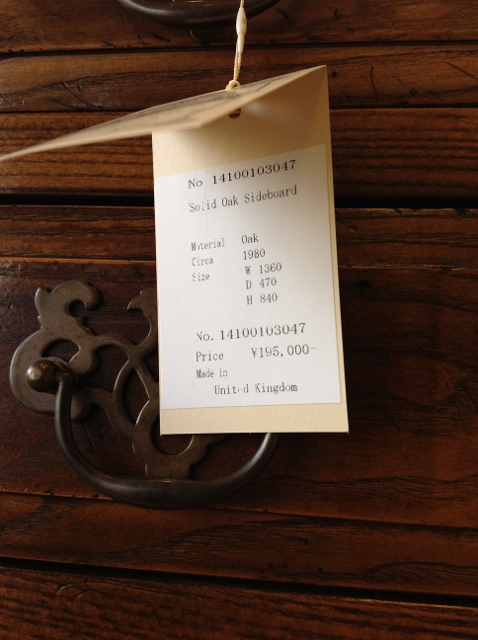 No 14100103047
Solid Oak Sideboard
Material Oak
Circa 1980
Size W 1360
D 470
H 840
No. 14100103047
Price ¥195,000-
Made in
United Kingdom